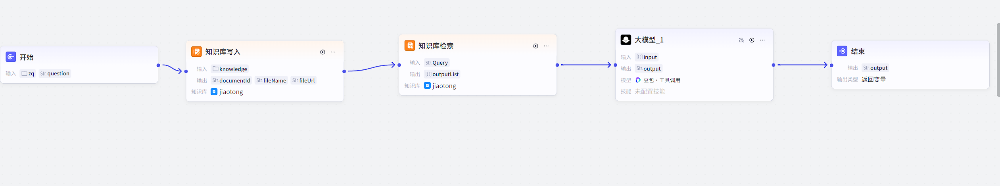 开始
输入 zq Str. question
知识库写入
输入 knowledge
输出 Str. documentId Str. fileName Str. fileUrl
知识库 jiaotong
知识库检索
输入 Str. Query
输出 [()] outputList
知识库 jiaotong
大模型_1
输入 [()] input
输出 Str. output
模型 豆包・工具调用
技能 未配置技能
结束
输出 Str. output
输出类型 返回变量